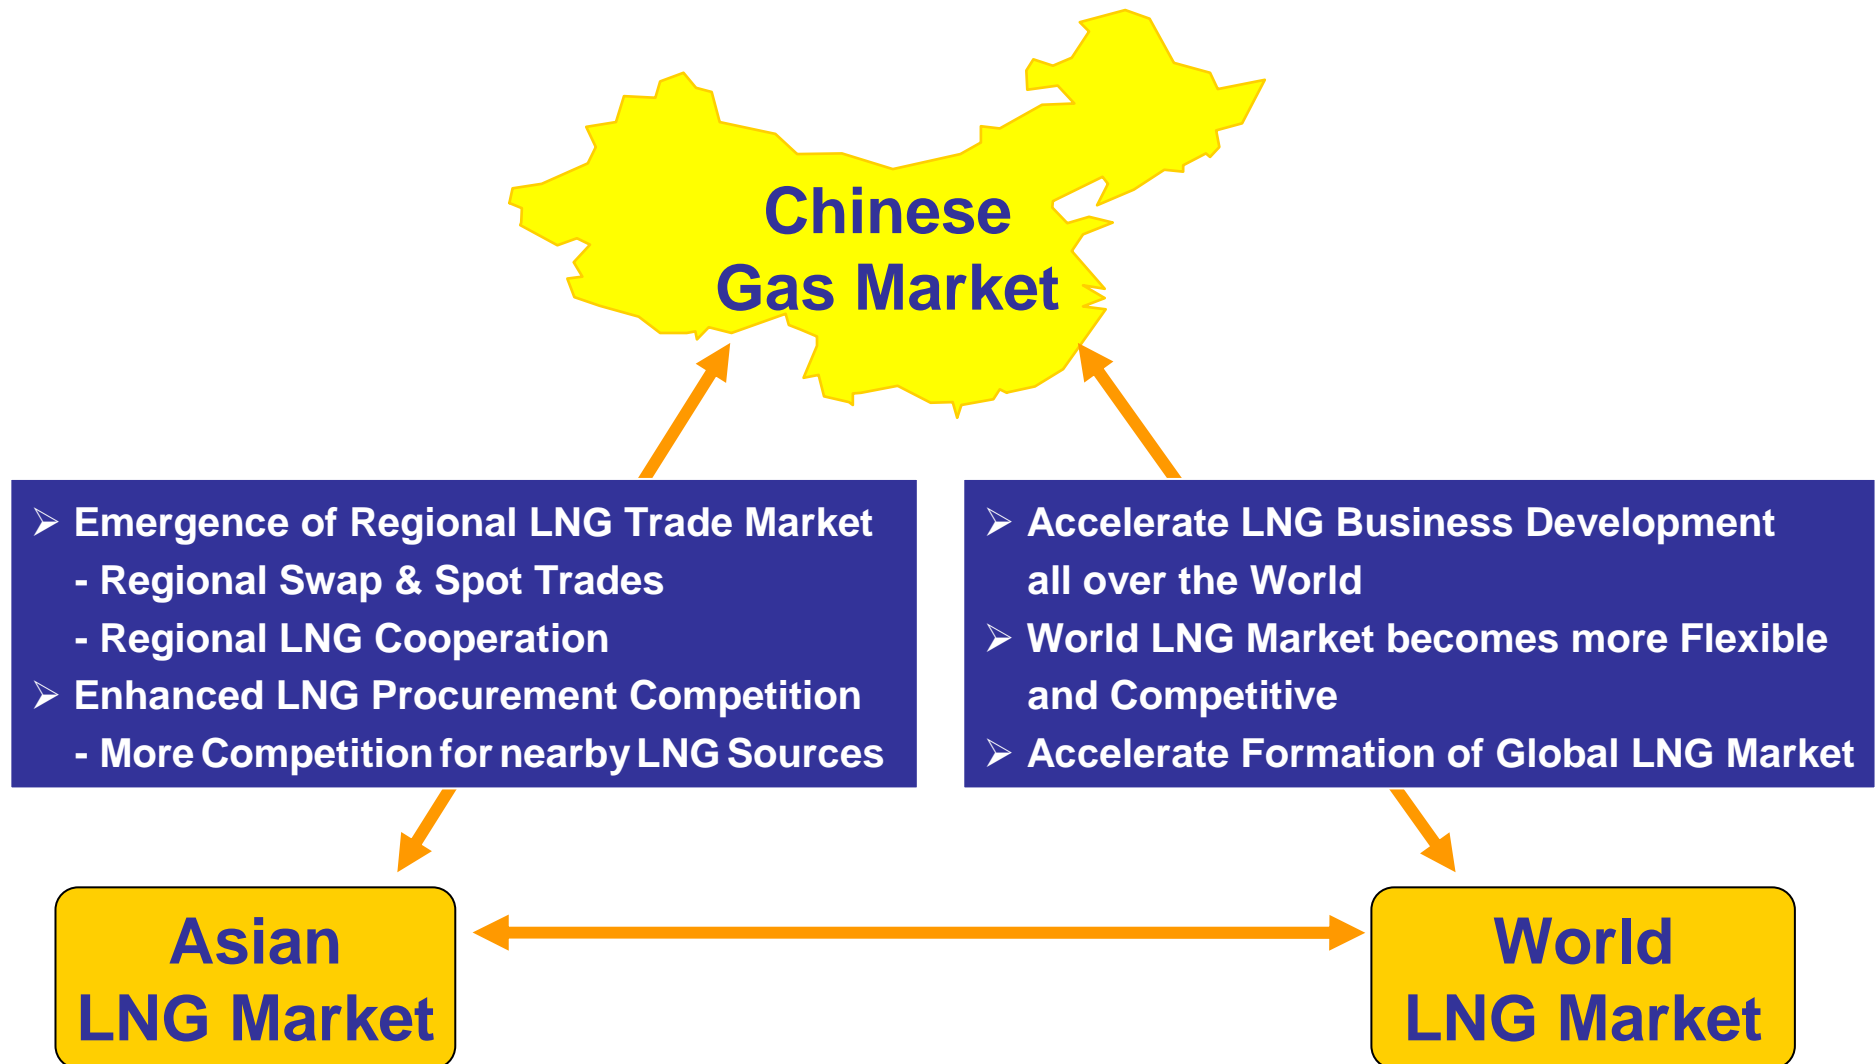 Chinese
Gas Market
➢ Emergence of Regional LNG Trade Market
- Regional Swap & Spot Trades
- Regional LNG Cooperation
➢ Enhanced LNG Procurement Competition
- More Competition for nearby LNG Sources
➢ Accelerate LNG Business Development
all over the World
➢ World LNG Market becomes more Flexible
and Competitive
➢ Accelerate Formation of Global LNG Market
Asian
LNG Market
World
LNG Market